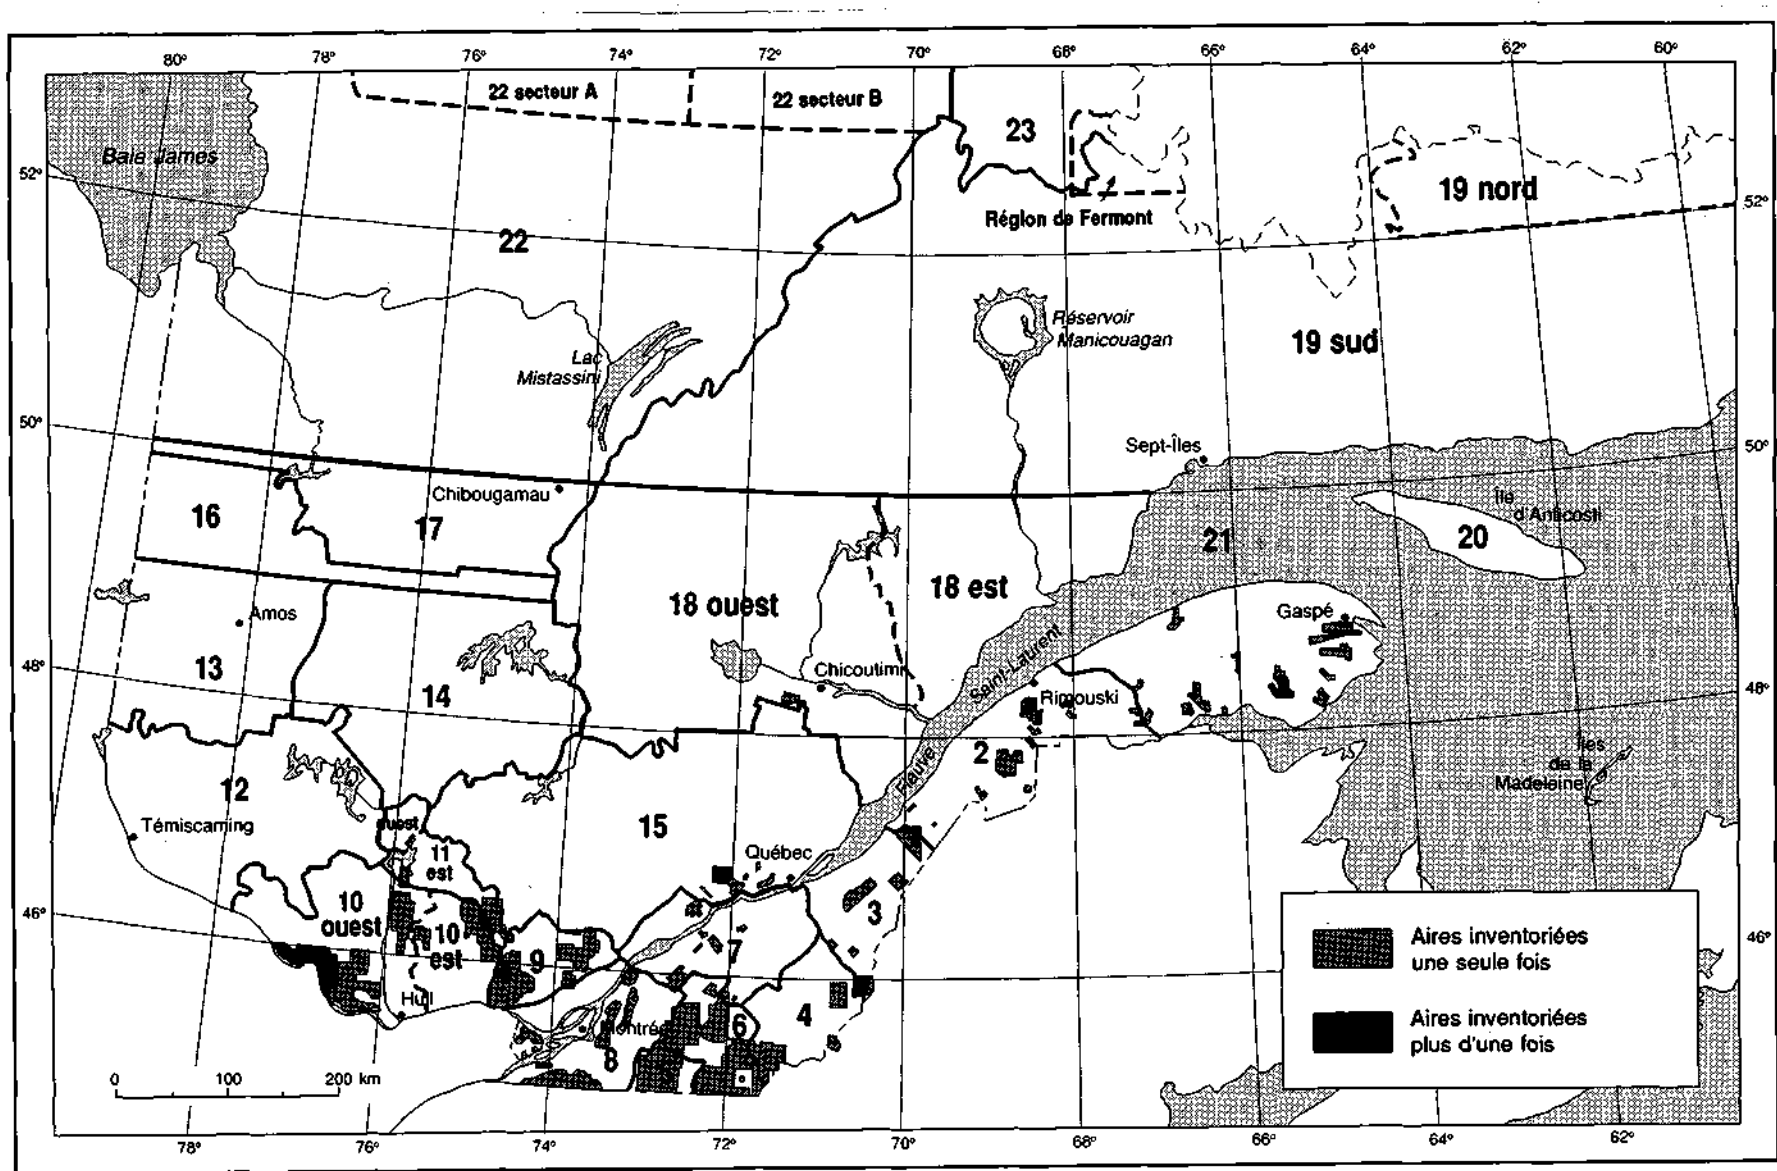 80°
78°
76°
74°
72°
70°
68°
66°
64°
62°
60°
22 secteur A
22 secteur B
23
Baie James
52°
19 nord
52°
Région de Fermont
22
Réservoir
Manicouagan
19 sud
Lac
Mistassini
50°
Sept-Îles
50°
Chibougamau
Île
d'Anticosti
16
17
21
20
18 ouest
18 est
Gaspé
Amos
48°
13
14
Chicoutimi
Saint-Laurent
Rimouski
1
48°
2
Fleuve
Îles
de la
Madeleine
12
Témiscaming
ouest
15
11
est
Québec
10
ouest
10
est
3
46°
9
7
46°
Hull
4
6
Montréal
8
0
100
200 km
Aires inventoriées
une seule fois
Aires inventoriées
plus d'une fois
78°
76°
74°
72°
70°
68°
66°
64°
62°